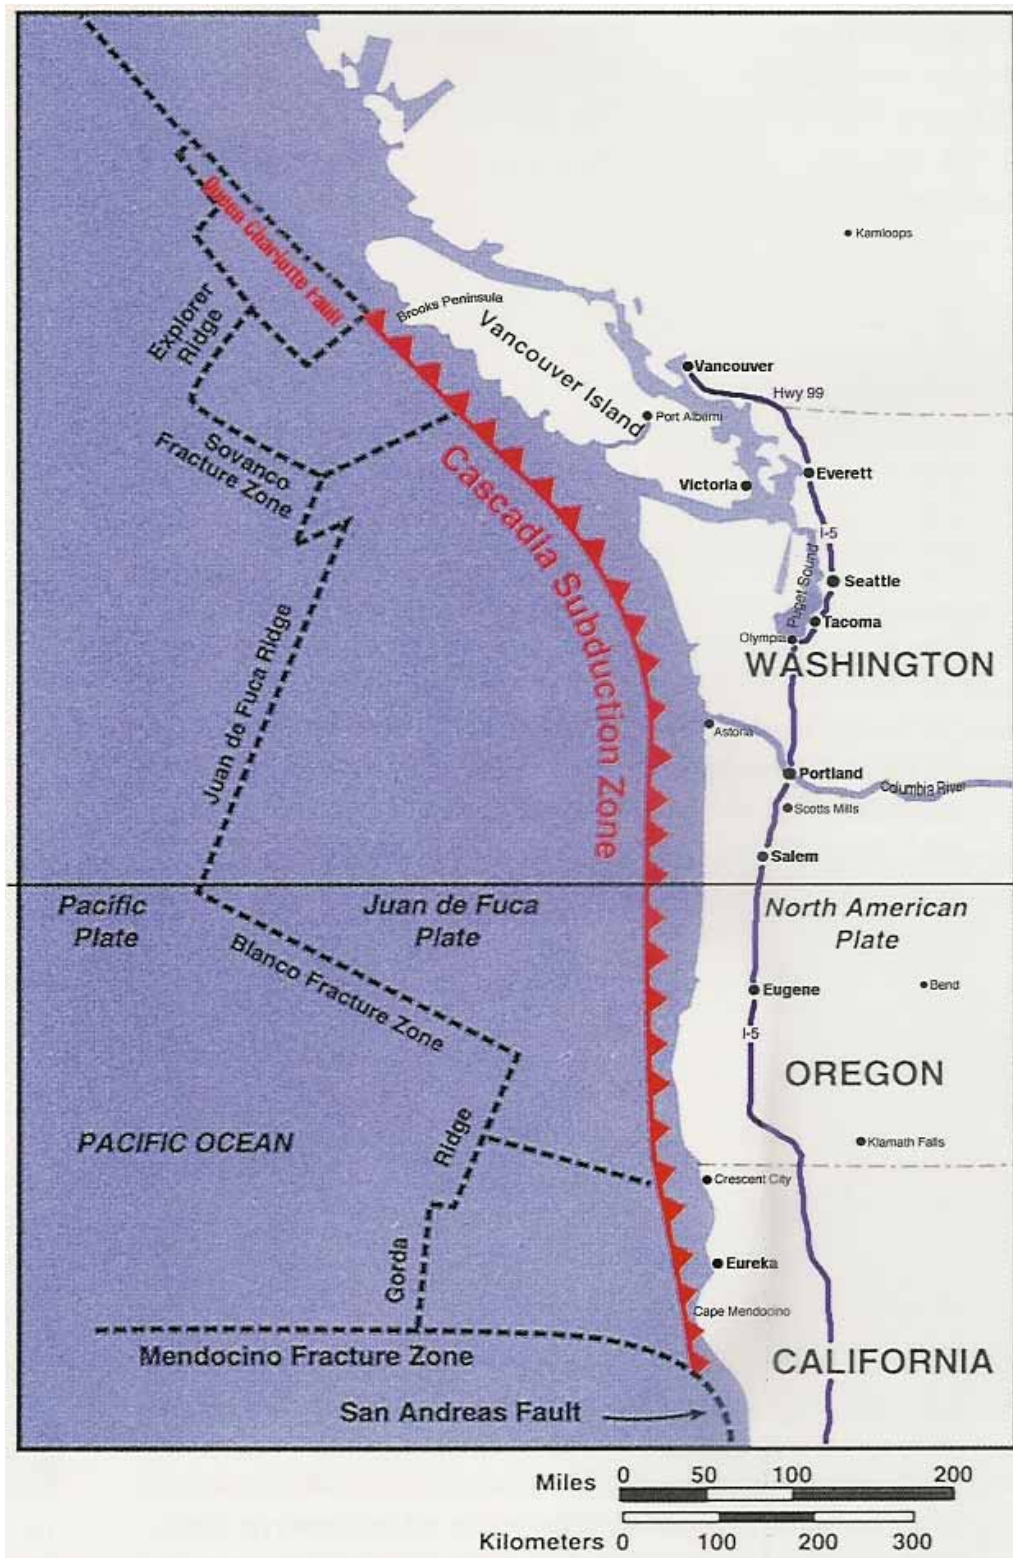 Kamloops
Queen Charlotte Fault
Brooks Peninsula
Explorer
Ridge
Vancouver Island
Vancouver
Hwy 99
Port Alberni
Sovanco
Fracture Zone
Cascadia Subduction Zone
Everett
Victoria
I-5
Puget Sound
Seattle
Tacoma
Olympia
WASHINGTON
Juan de Fuca Ridge
Astoria
Portland
Columbia River
Scotts Mills
Salem
Pacific
Plate
Juan de Fuca
Plate
North American
Plate
Blanco Fracture Zone
Eugene
Bend
I-5
OREGON
PACIFIC OCEAN
Ridge
Klamath Falls
Crescent City
Gorda
Eureka
Cape Mendocino
Mendocino Fracture Zone
CALIFORNIA
San Andreas Fault
Miles 0 50 100 200
Kilometers 0 100 200 300